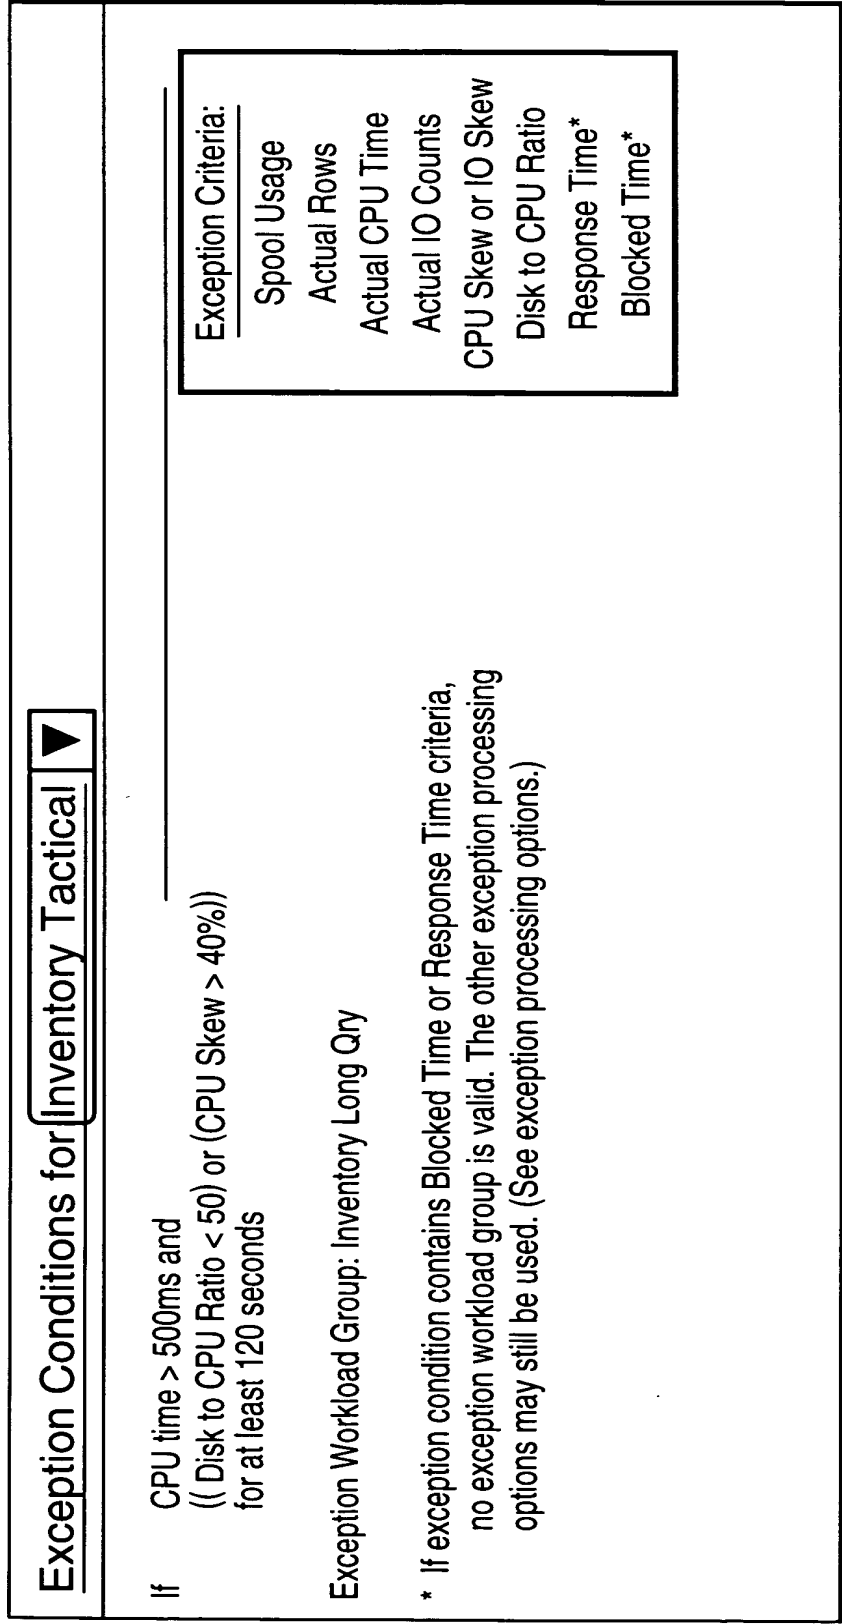 Exception Conditions for Inventory Tactical
If CPU time > 500ms and
(( Disk to CPU Ratio < 50) or (CPU Skew > 40%))
for at least 120 seconds
Exception Workload Group: Inventory Long Qry
* If exception condition contains Blocked Time or Response Time criteria,
no exception workload group is valid. The other exception processing
options may still be used. (See exception processing options.)
Exception Criteria:
Spool Usage
Actual Rows
Actual CPU Time
Actual IO Counts
CPU Skew or IO Skew
Disk to CPU Ratio
Response Time*
Blocked Time*